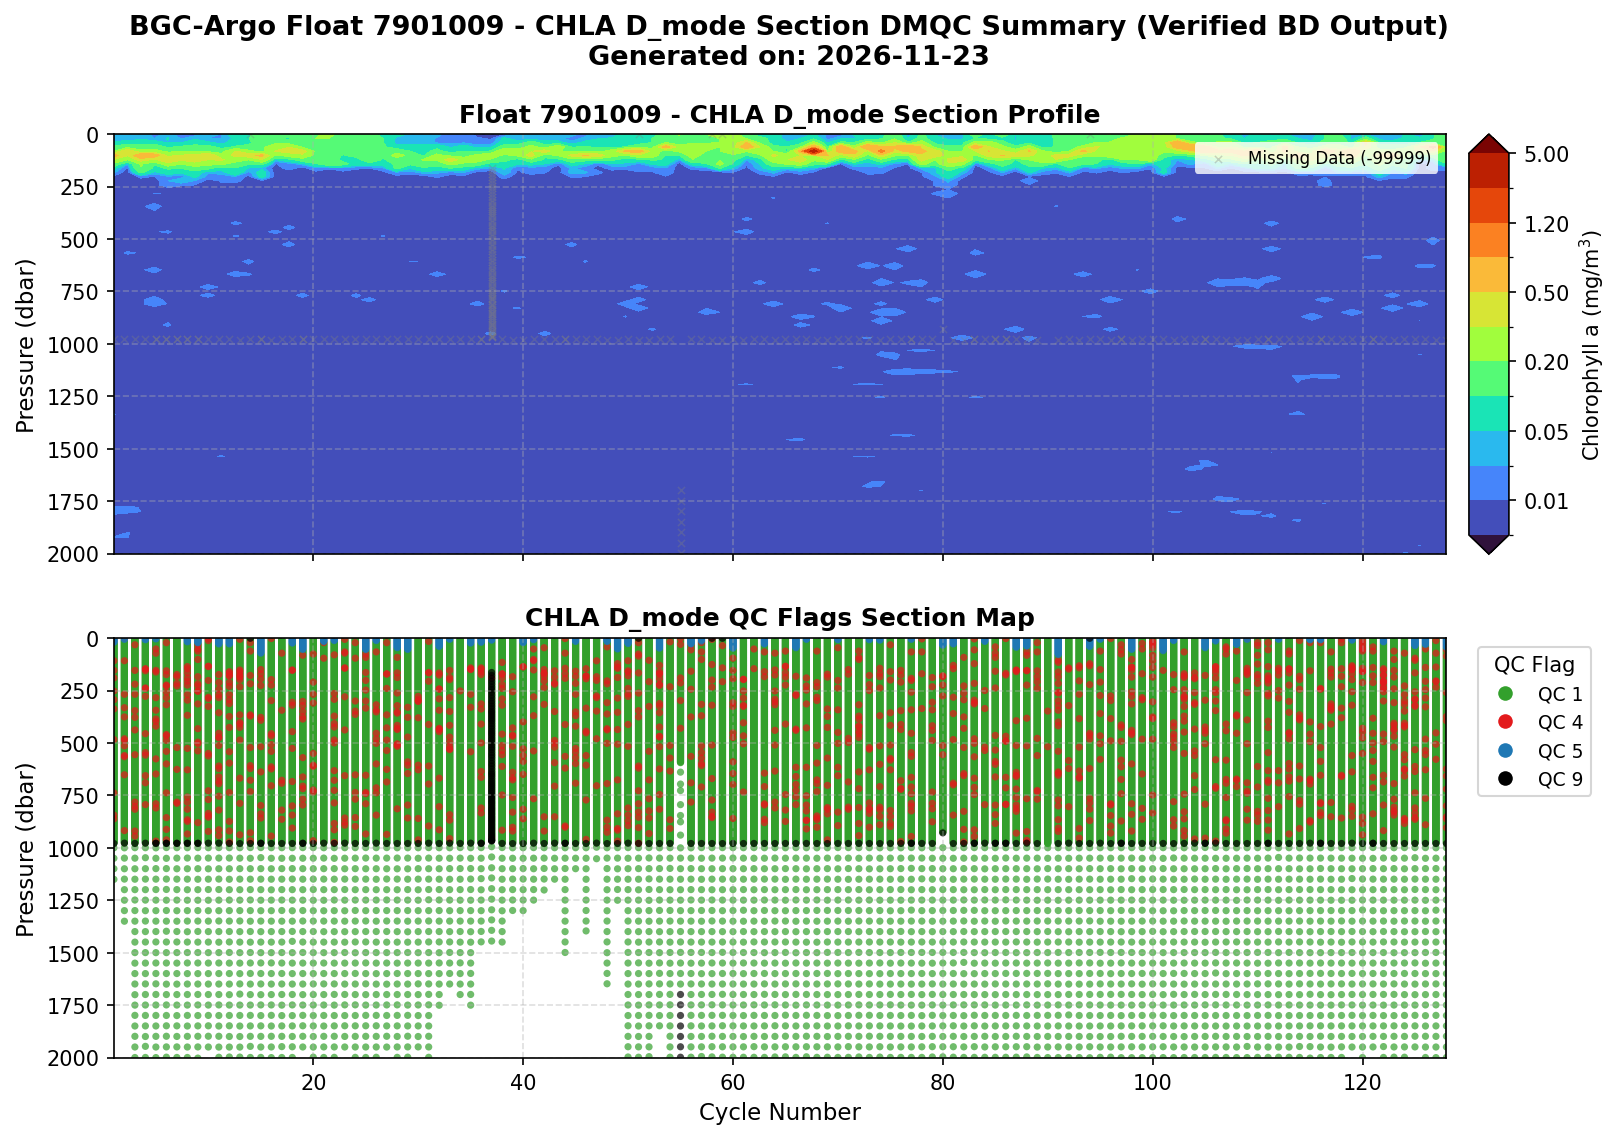 BGC-Argo Float 7901009 - CHLA D_mode Section DMQC Summary (Verified BD Output)
Generated on: 2026-11-23
Float 7901009 - CHLA D_mode Section Profile
Pressure (dbar)
0
250
500
750
1000
1250
1500
1750
2000
Missing Data (-99999)
5.00
1.20
0.50
0.20
0.05
0.01
Chlorophyll a (mg/m³)
CHLA D_mode QC Flags Section Map
Pressure (dbar)
0
250
500
750
1000
1250
1500
1750
2000
20
40
60
80
100
120
Cycle Number
QC Flag
QC 1
QC 4
QC 5
QC 9